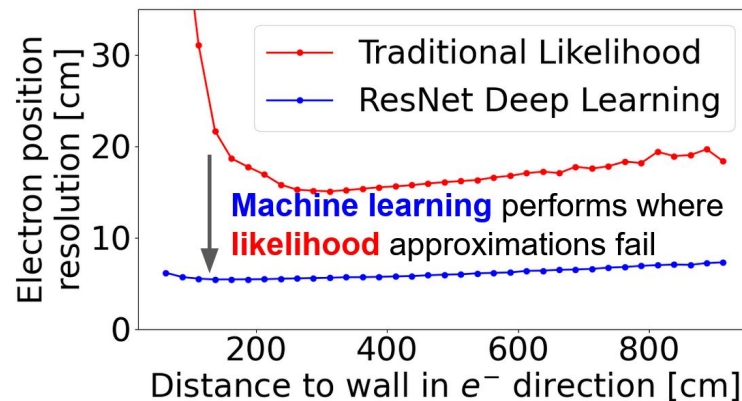 Electron position
resolution [cm]
30
20
10
0
Traditional Likelihood
ResNet Deep Learning
Machine learning performs where
likelihood approximations fail
200
400
600
800
Distance to wall in e⁻ direction [cm]